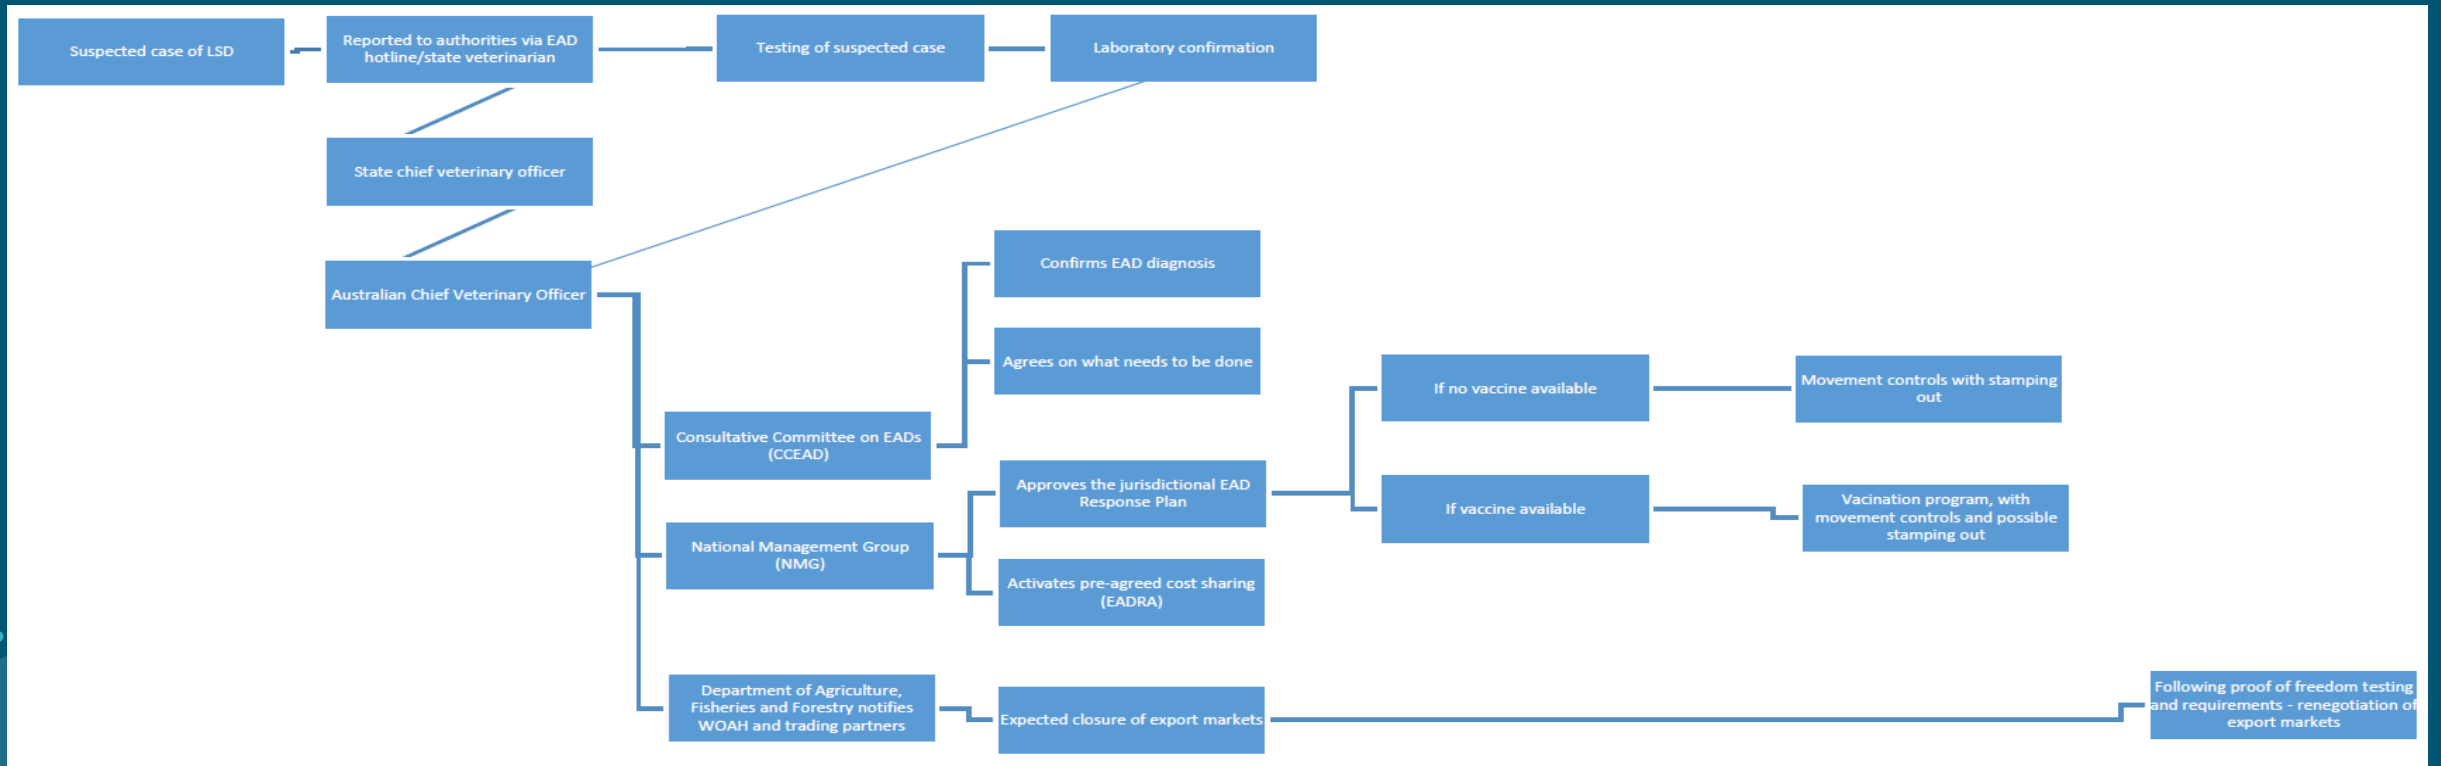 Suspected case of LSD
Reported to authorities via EAD
hotline/state veterinarian
Testing of suspected case
Laboratory confirmation
State chief veterinary officer
Australian Chief Veterinary Officer
Consultative Committee on EADs
(CCEAD)
Confirms EAD diagnosis
Agrees on what needs to be done
National Management Group
(NMG)
Approves the jurisdictional EAD
Response Plan
If no vaccine available
Movement controls with stamping
out
If vaccine available
Vacination program, with
movement controls and possible
stamping out
Activates pre-agreed cost sharing
(EADRA)
Department of Agriculture,
Fisheries and Forestry notifies
WOAH and trading partners
Expected closure of export markets
Following proof of freedom testing
and requirements - renegotiation of
export markets